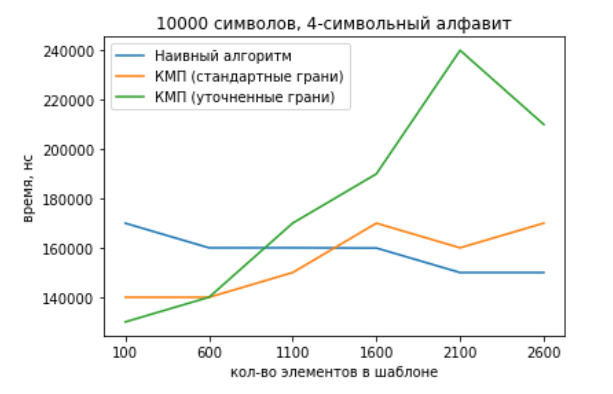 10000 символов, 4-символьный алфавит
Наивный алгоритм
КМП (стандартные грани)
КМП (уточненные грани)
240000
220000
200000
180000
160000
140000
время, нс
100 600 1100 1600 2100 2600
кол-во элементов в шаблоне